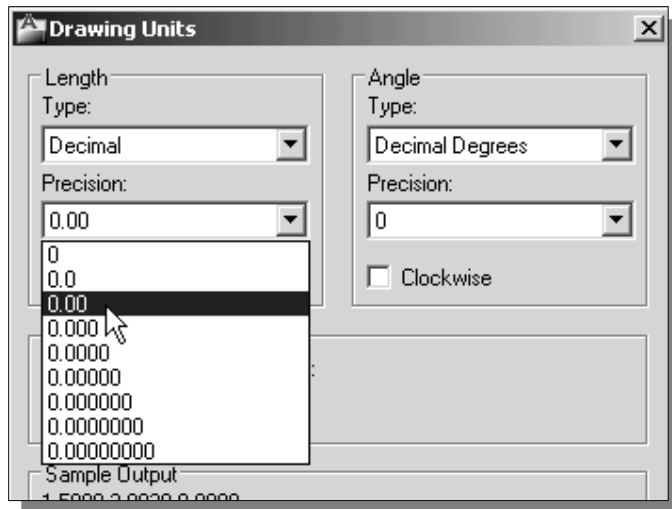 Drawing Units
Length
Type:
Decimal
Precision:
0.00
0
0.0
0.00
0.000
0.0000
0.00000
0.000000
0.0000000
0.00000000
Angle
Type:
Decimal Degrees
Precision:
0
Clockwise
:
Sample Output